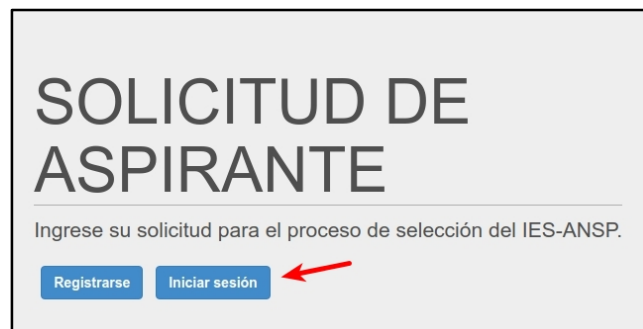 SOLICITUD DE
ASPIRANTE
Ingrese su solicitud para el proceso de selección del IES-ANSP.
Registrarse Iniciar sesión